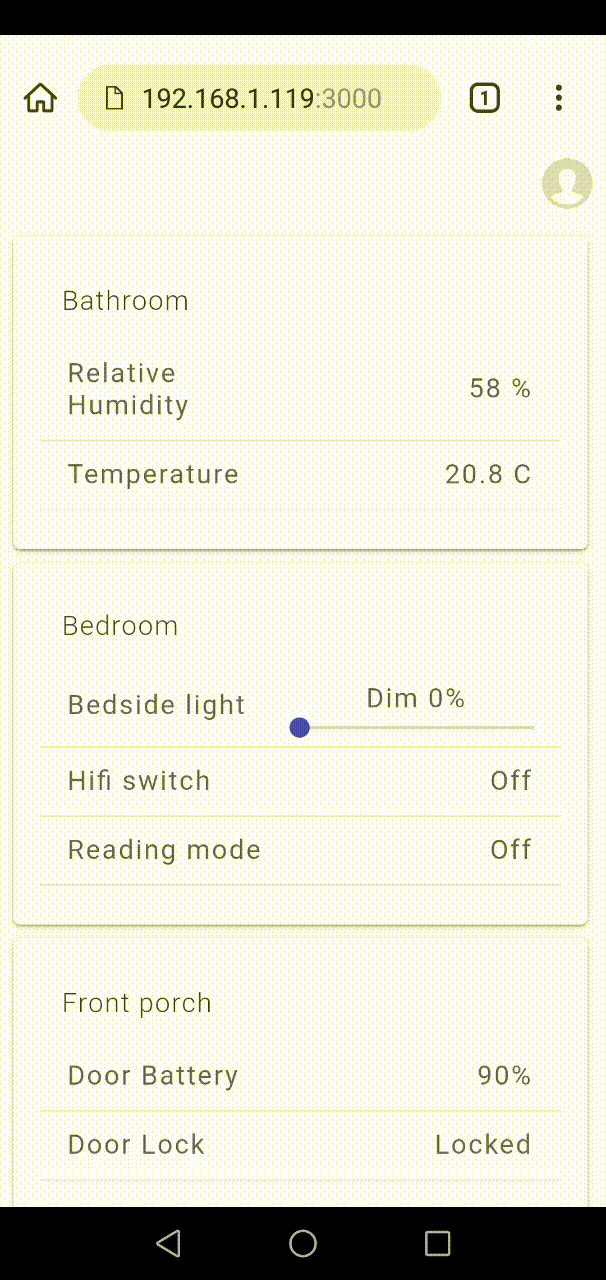 192.168.1.119:3000
1
Bathroom
Relative
Humidity
58 %
Temperature
20.8 C
Bedroom
Bedside light
Dim 0%
Hifi switch
Off
Reading mode
Off
Front porch
Door Battery
90%
Door Lock
Locked